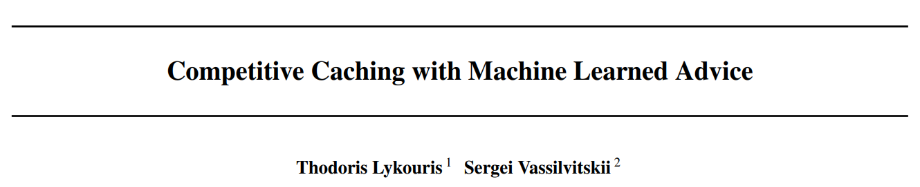 Competitive Caching with Machine Learned Advice
Thodoris Lykouris 1 Sergei Vassilvitskii 2